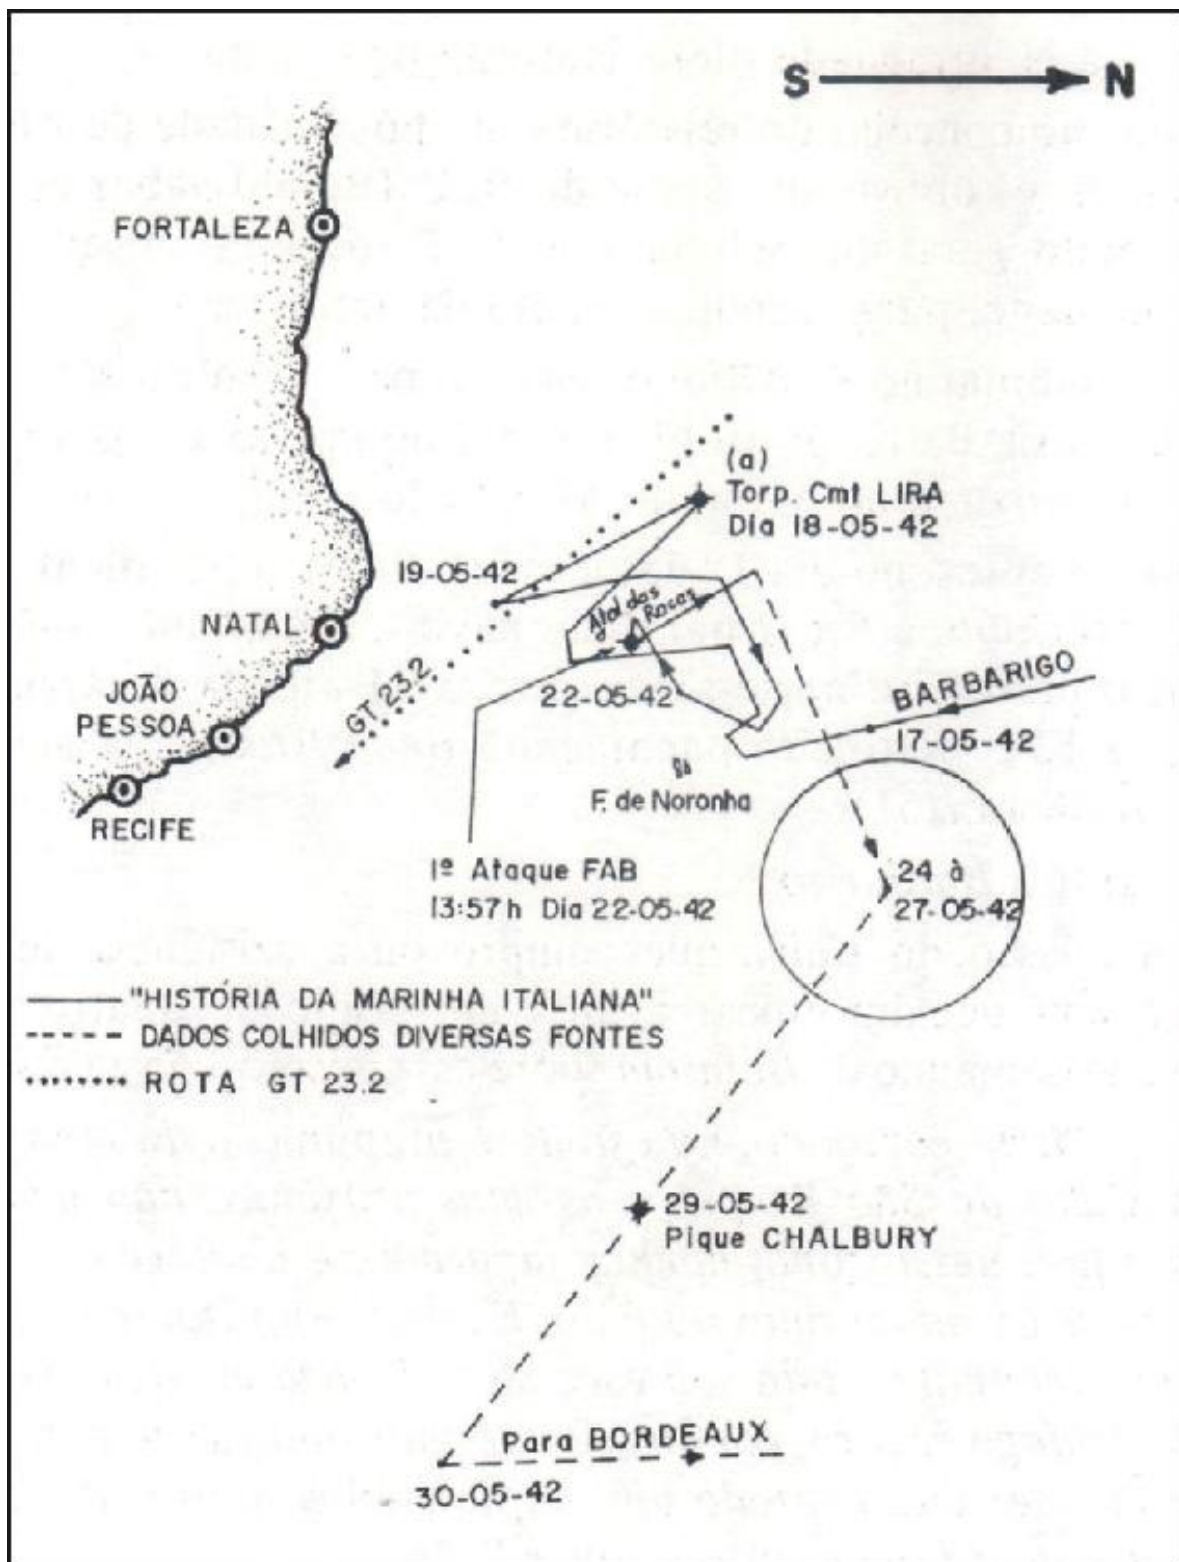 S N
FORTALEZA
(a)
Torp. Cmt LIRA
Dia 18-05-42
19-05-42
Atol das
Rocas
NATAL
JOÃO
PESSOA
RECIFE
GT 23.2
22-05-42
BARBARIGO
17-05-42
F. de Noronha
1º Ataque FAB
13:57h Dia 22-05-42
24 à
27-05-42
"HISTÓRIA DA MARINHA ITALIANA"
DADOS COLHIDOS DIVERSAS FONTES
ROTA GT 23.2
29-05-42
Pique CHALBURY
Para BORDEAUX
30-05-42